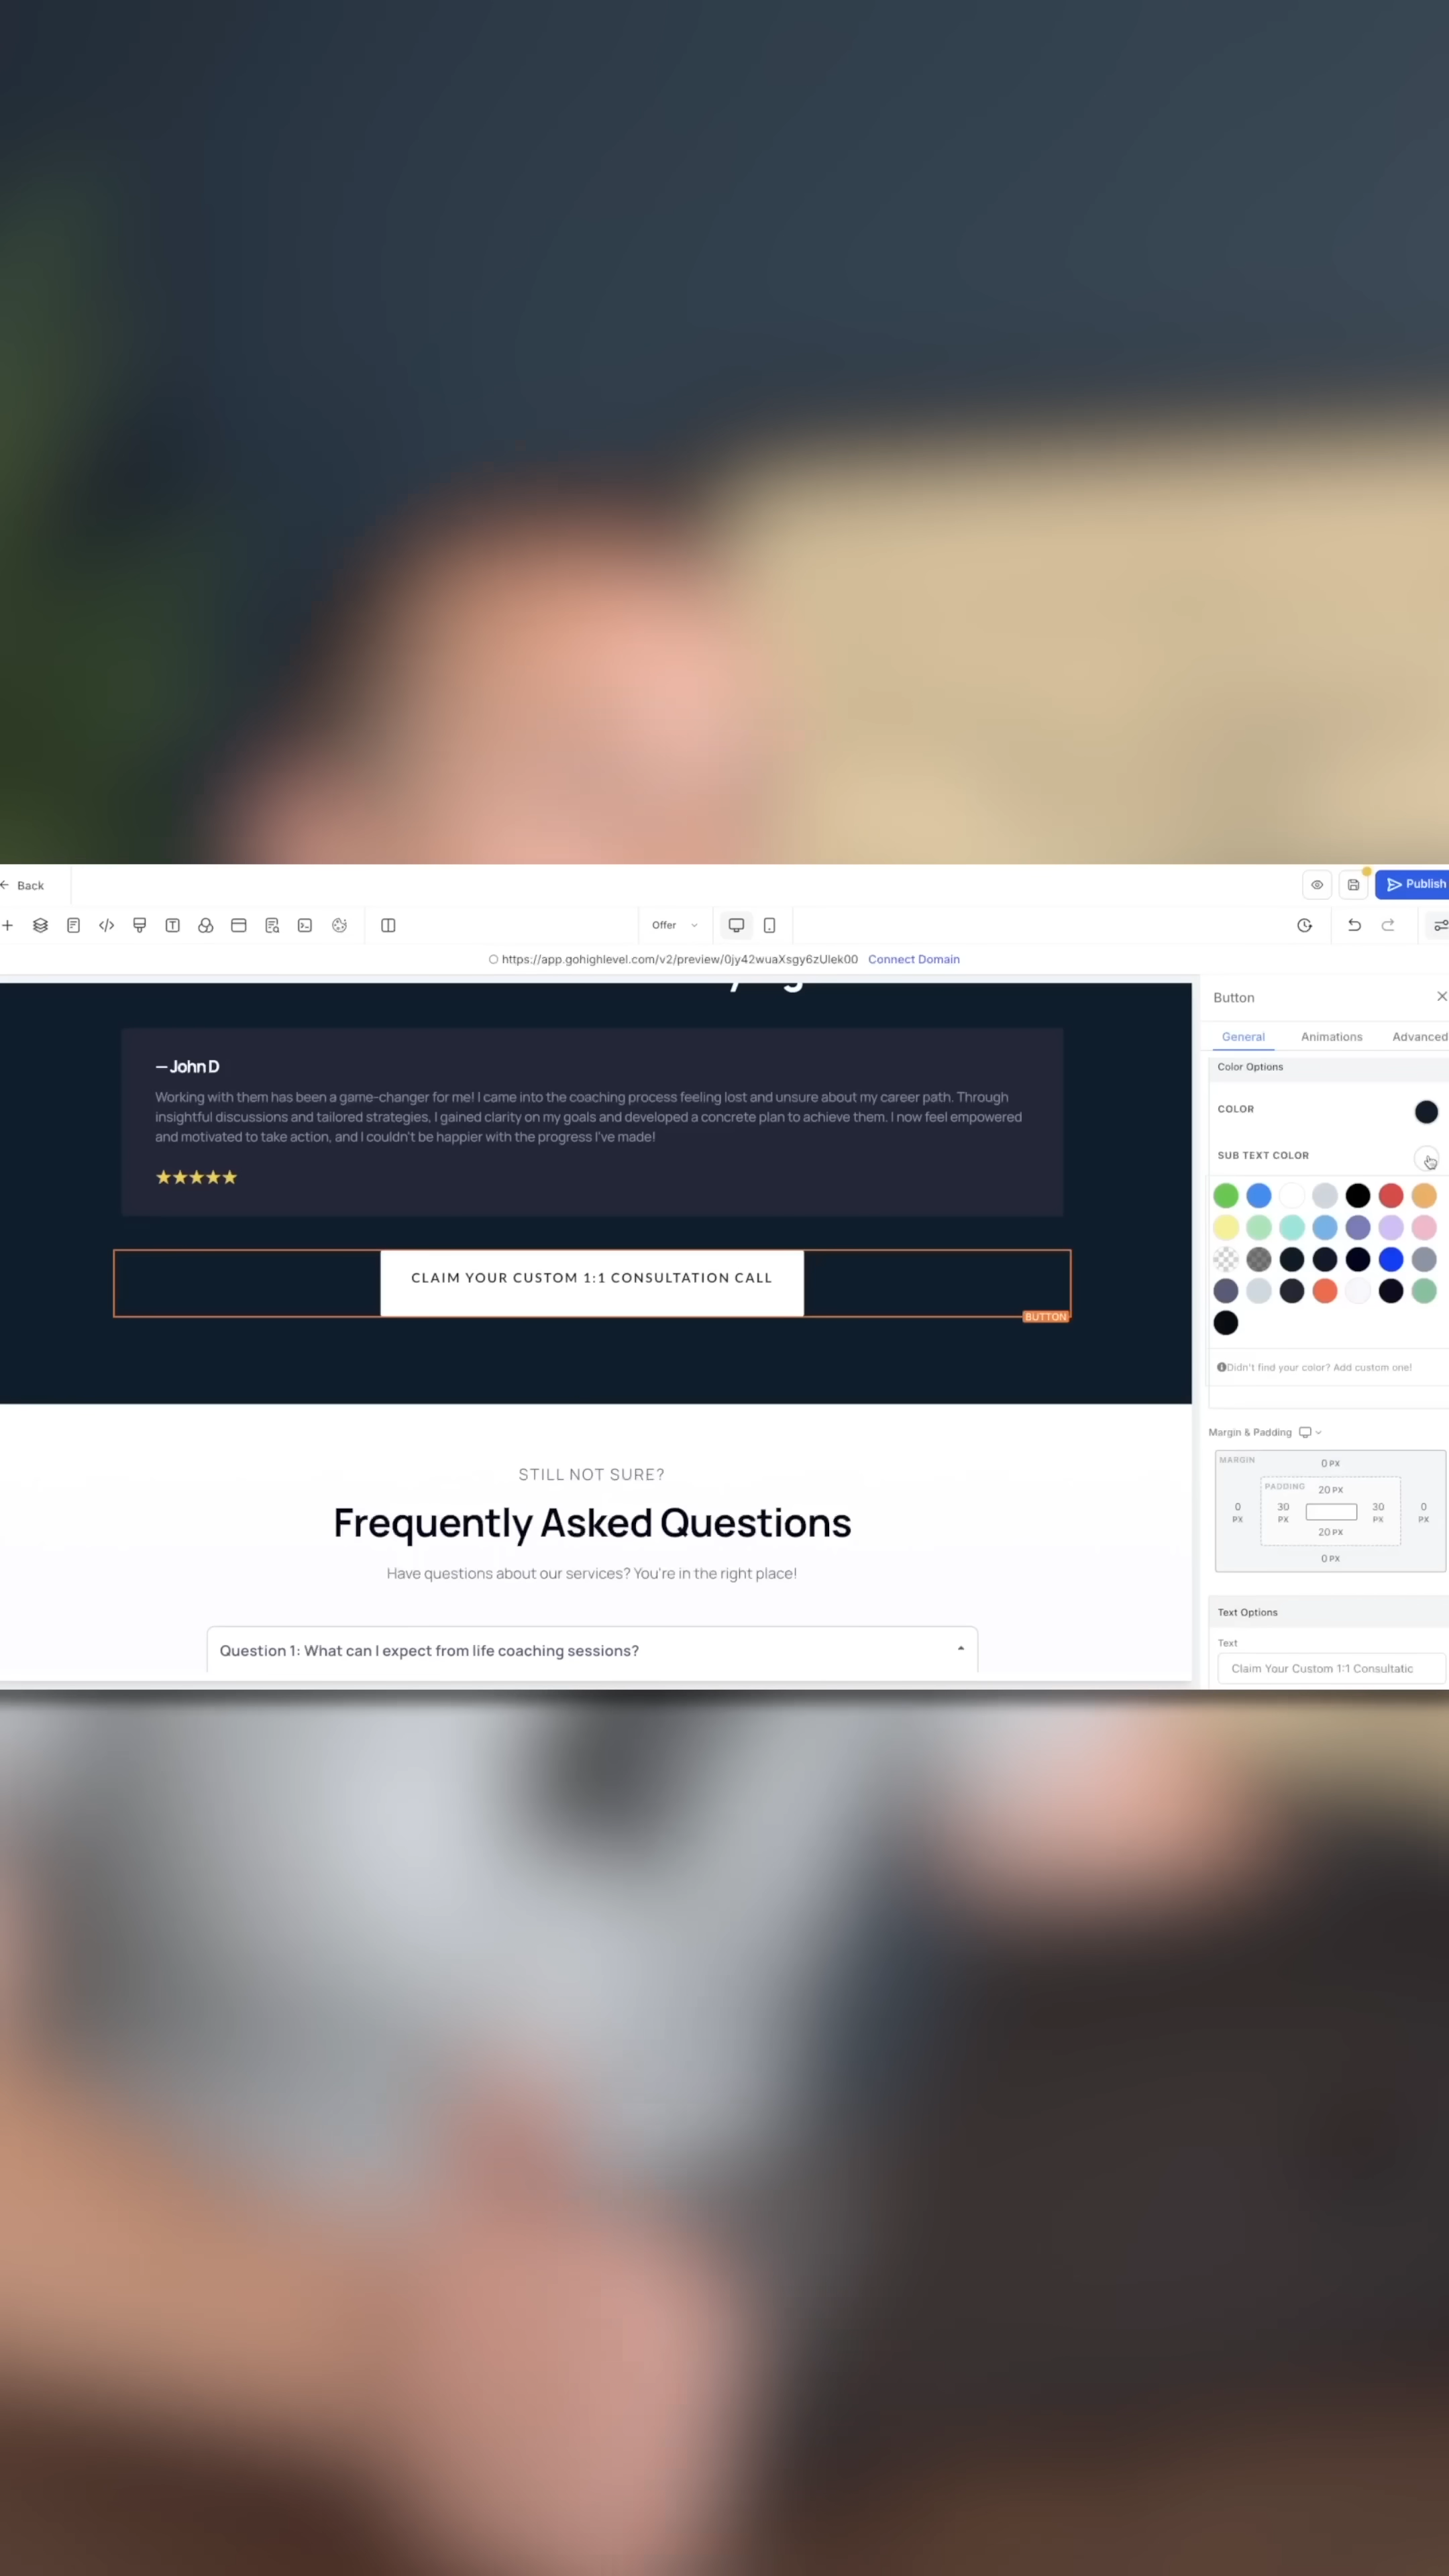 Back
Publish
Offer
https://app.gohighlevel.com/v2/preview/0jy42wuaXsgy6zUlek00 Connect Domain
Button
General Animations Advanced
Color Options
COLOR
SUB TEXT COLOR
— John D
Working with them has been a game-changer for me! I came into the coaching process feeling lost and unsure about my career path. Through
insightful discussions and tailored strategies, I gained clarity on my goals and developed a concrete plan to achieve them. I now feel empowered
and motivated to take action, and I couldn't be happier with the progress I've made!
CLAIM YOUR CUSTOM 1:1 CONSULTATION CALL
BUTTON
Didn't find your color? Add custom one!
STILL NOT SURE?
Frequently Asked Questions
Have questions about our services? You're in the right place!
Question 1: What can I expect from life coaching sessions?
Margin & Padding
MARGIN
0 PX
PADDING
20 PX
0 PX
30 PX
30 PX
0 PX
20 PX
0 PX
Text Options
Text
Claim Your Custom 1:1 Consultatic